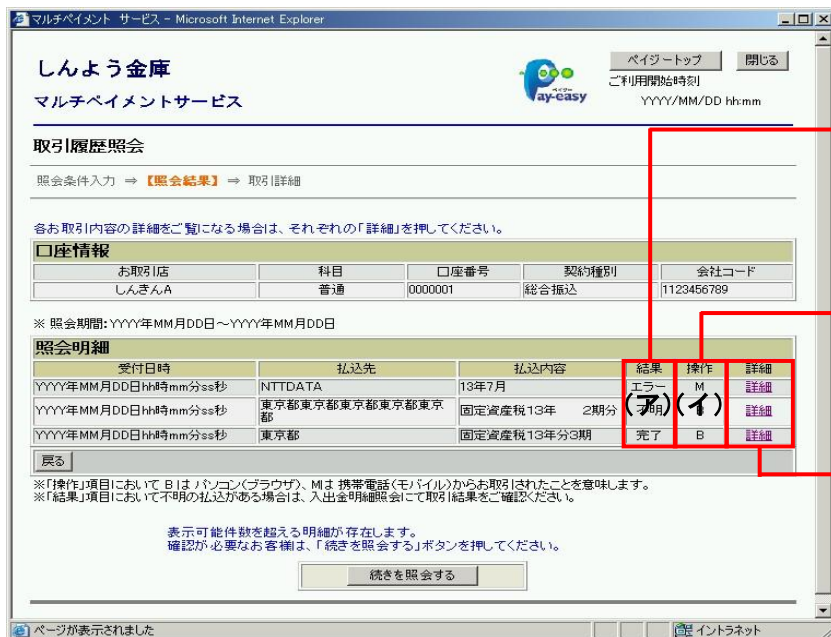 マルチペイメント サービス - Microsoft Internet Explorer
しんよう金庫
マルチペイメントサービス
ペイジー
Pay-easy
ペイジートップ
閉じる
ご利用開始時刻
YYYY/MM/DD hh:mm
取引履歴照会
照会条件入力 ⇒ 【照会結果】 ⇒ 取引詳細
各お取引内容の詳細をご覧になる場合は、それぞれの「詳細」を押してください。
口座情報
お取引店 科目 口座番号 契約種別 会社コード
しんきんA 普通 0000001 総合振込 1123456789
※ 照会期間:YYYY年MM月DD日～YYYY年MM月DD日
照会明細
受付日時 払込先 払込内容 結果 操作 詳細
YYYY年MM月DD日hh時mm分ss秒 NTTDATA 13年7月 エラー M 詳細
YYYY年MM月DD日hh時mm分ss秒 東京都東京都東京都東京都東京都 固定資産税13年 2期分 明 詳細
(ア) (イ)
YYYY年MM月DD日hh時mm分ss秒 東京都 固定資産税13年分3期 完了 B 詳細
戻る
※「操作」項目において Bは パソコン(ブラウザ)、Mは 携帯電話(モバイル)からお取引されたことを意味します。
※「結果」項目において不明の払込がある場合は、入出金明細照会にて取引結果をご確認ください。
表示可能件数を超える明細が存在します。
確認が必要なお客様は、「続きを照会する」ボタンを押してください。
続きを照会する
ページが表示されました
イントラネット